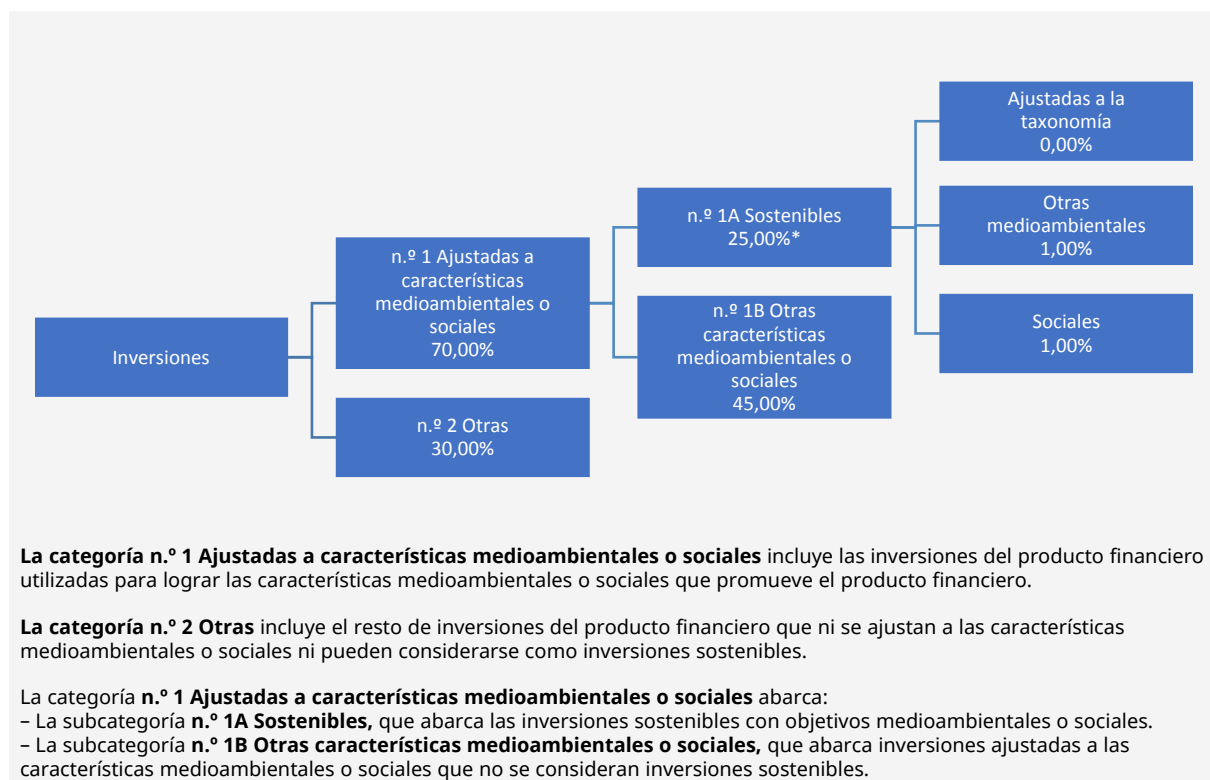 Inversiones
n.º 1 Ajustadas a
características
medioambientales o
sociales
70,00%
n.º 2 Otras
30,00%
n.º 1A Sostenibles
25,00%*
n.º 1B Otras
características
medioambientales o
sociales
45,00%
Ajustadas a la
taxonomía
0,00%
Otras
medioambientales
1,00%
Sociales
1,00%
La categoría n.º 1 Ajustadas a características medioambientales o sociales incluye las inversiones del producto financiero
utilizadas para lograr las características medioambientales o sociales que promueve el producto financiero.
La categoría n.º 2 Otras incluye el resto de inversiones del producto financiero que ni se ajustan a las características
medioambientales o sociales ni pueden considerarse como inversiones sostenibles.
La categoría n.º 1 Ajustadas a características medioambientales o sociales abarca:
– La subcategoría n.º 1A Sostenibles, que abarca las inversiones sostenibles con objetivos medioambientales o sociales.
– La subcategoría n.º 1B Otras características medioambientales o sociales, que abarca inversiones ajustadas a las
características medioambientales o sociales que no se consideran inversiones sostenibles.